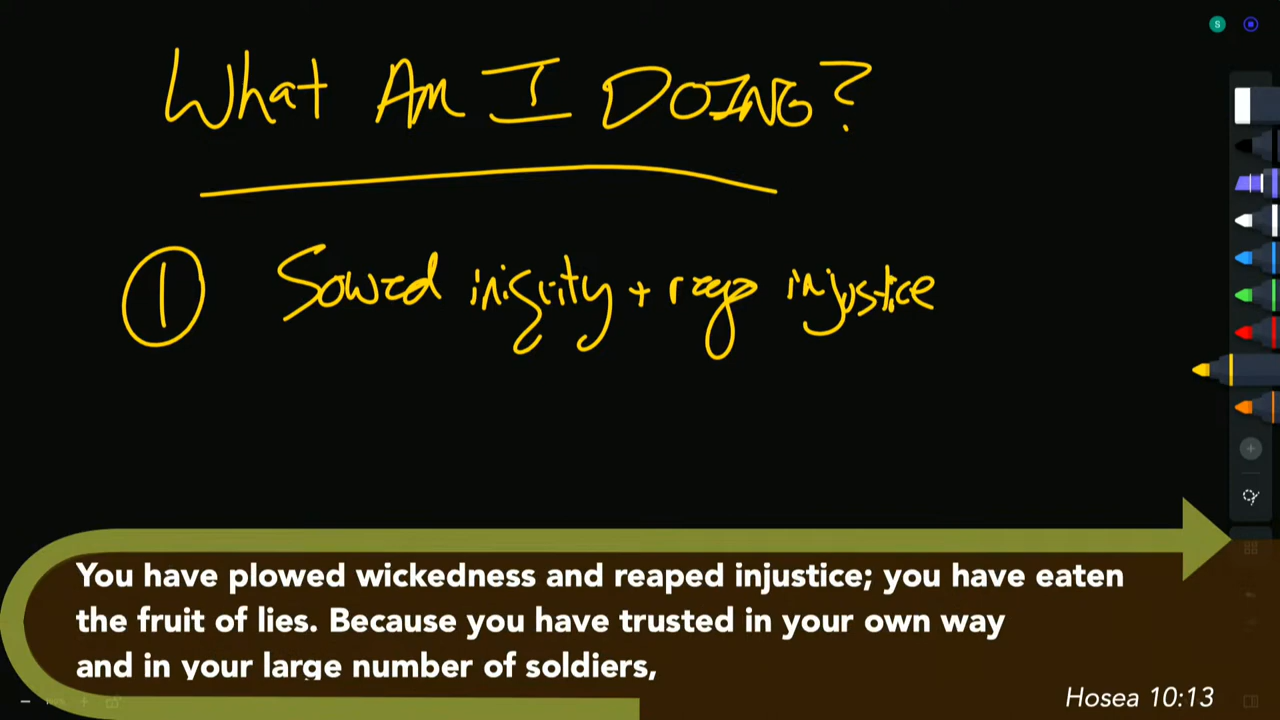 What Am I DOING?
① Sowed iniquity + reap injustice
You have plowed wickedness and reaped injustice; you have eaten
the fruit of lies. Because you have trusted in your own way
and in your large number of soldiers,
Hosea 10:13
S